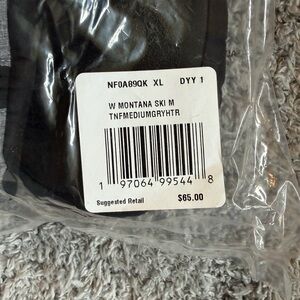 NF0A89QK XL DYY 1
W MONTANA SKI M
TNFMEDIUMGRYHTR
1 97064 99544 8
Suggested Retail $65.00